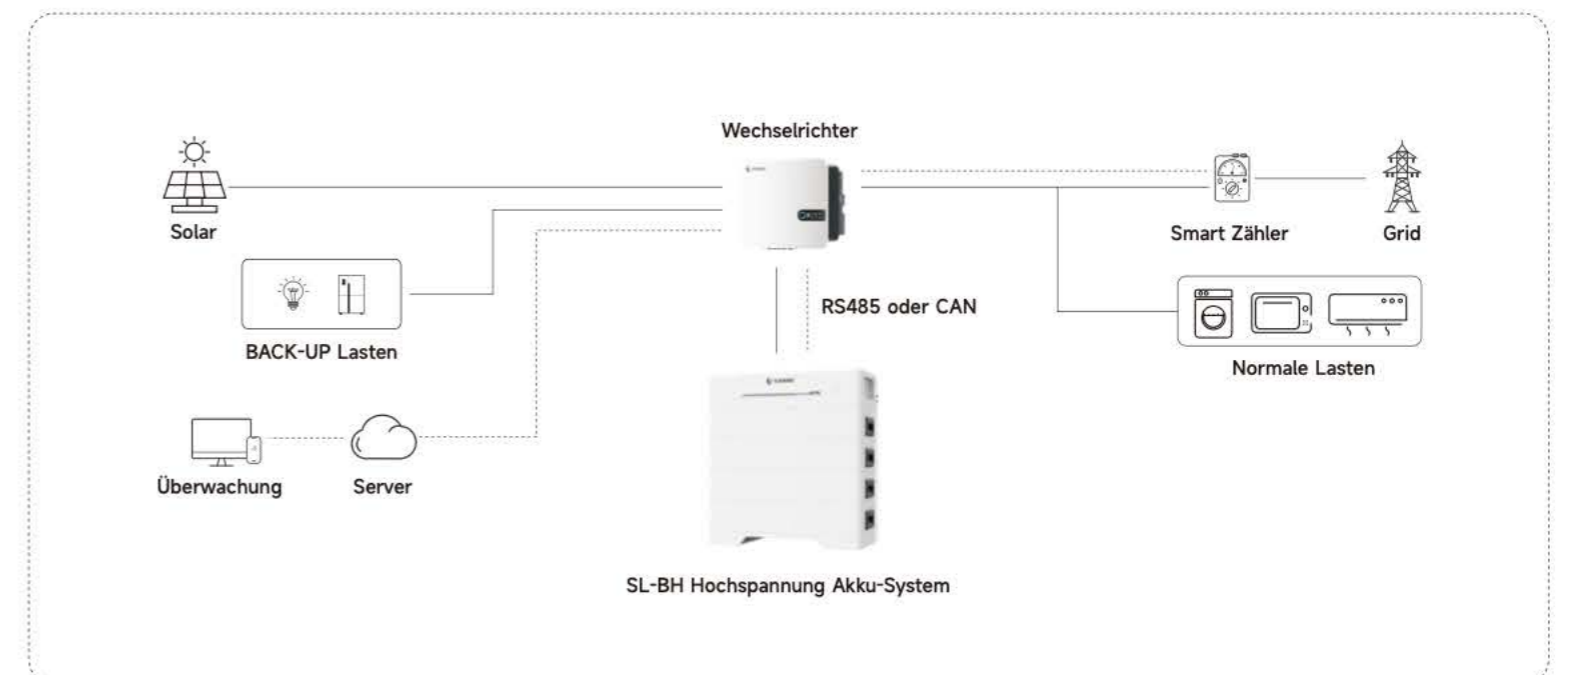 Wechselrichter
Solar
Smart Zähler
Grid
RS485 oder CAN
BACK-UP Lasten
Normale Lasten
Überwachung
Server
SL-BH Hochspannung Akku-System